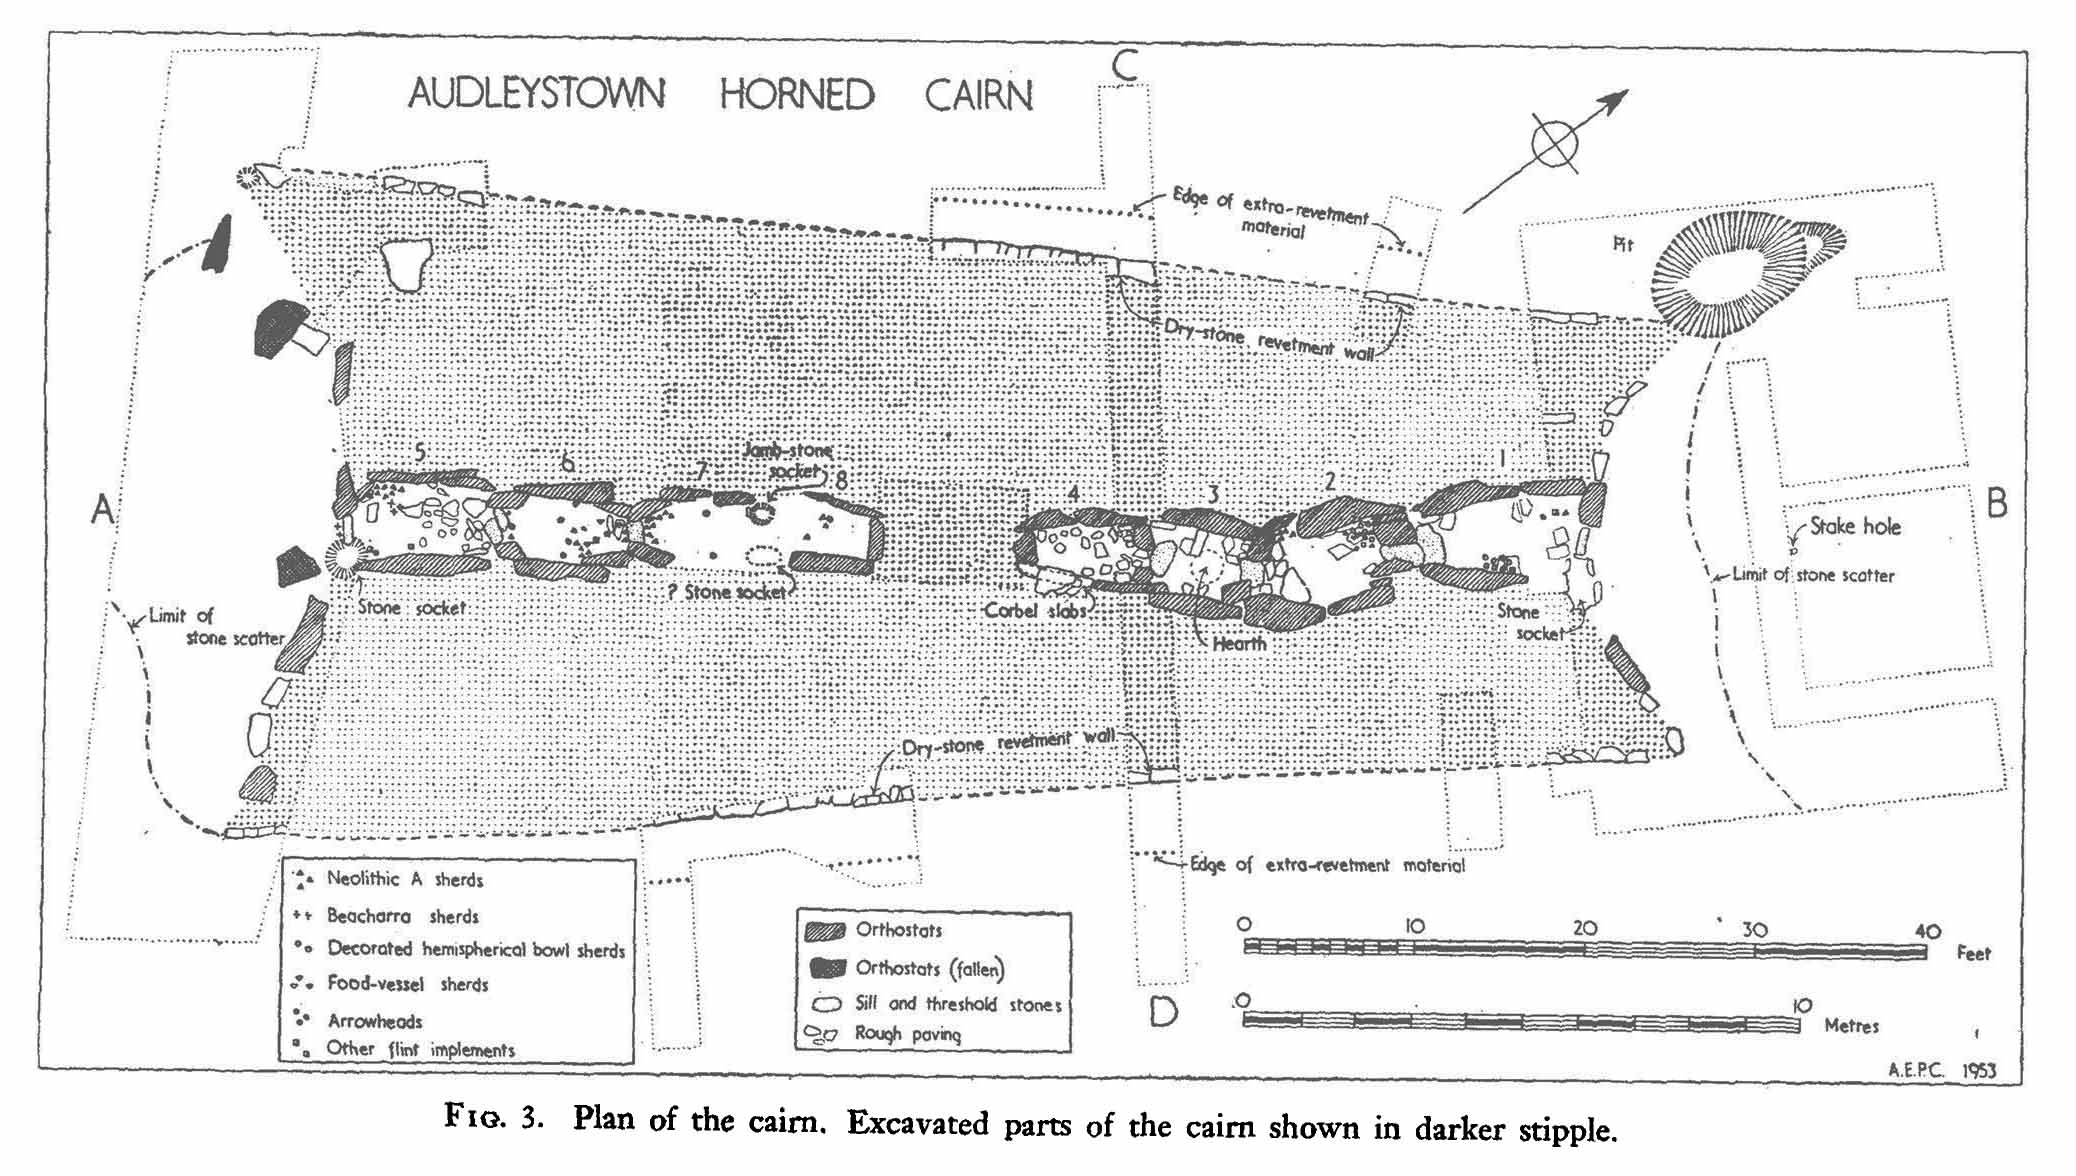 AUDLEYSTOWN HORNED CAIRN
C
Edge of extra-revetment
material
Pit
Dry-stone revetment wall
A
5
6
7
Jamb-stone
socket
8
4
3
2
1
B
Stake hole
Limit of stone scatter
Limit of
stone scatter
Stone socket
? Stone socket
Corbel slabs
Hearth
Stone
socket
Dry-stone revetment wall
Edge of extra-revetment material
Neolithic A sherds
Beacharra sherds
Decorated hemispherical bowl sherds
Food-vessel sherds
Arrowheads
Other flint implements
Orthostats
Orthostats (fallen)
Sill and threshold stones
Rough paving
D
0 10 20 30 40
Feet
0 10
Metres
A.E.P.C. 1953
FIG. 3. Plan of the cairn. Excavated parts of the cairn shown in darker stipple.